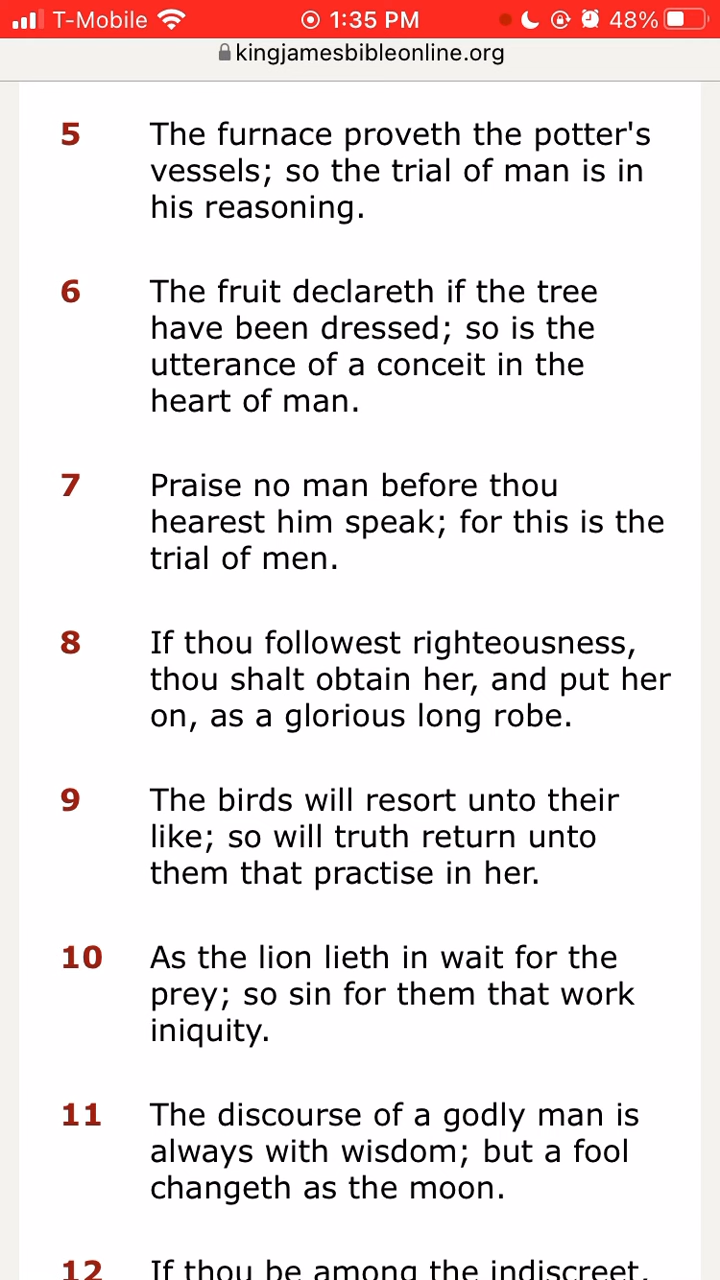 T-Mobile 1:35 PM 48%
kingjamesbibleonline.org
5 The furnace proveth the potter's
vessels; so the trial of man is in
his reasoning.
6 The fruit declareth if the tree
have been dressed; so is the
utterance of a conceit in the
heart of man.
7 Praise no man before thou
hearest him speak; for this is the
trial of men.
8 If thou followest righteousness,
thou shalt obtain her, and put her
on, as a glorious long robe.
9 The birds will resort unto their
like; so will truth return unto
them that practise in her.
10 As the lion lieth in wait for the
prey; so sin for them that work
iniquity.
11 The discourse of a godly man is
always with wisdom; but a fool
changeth as the moon.
12 If thou be among the indiscreet,